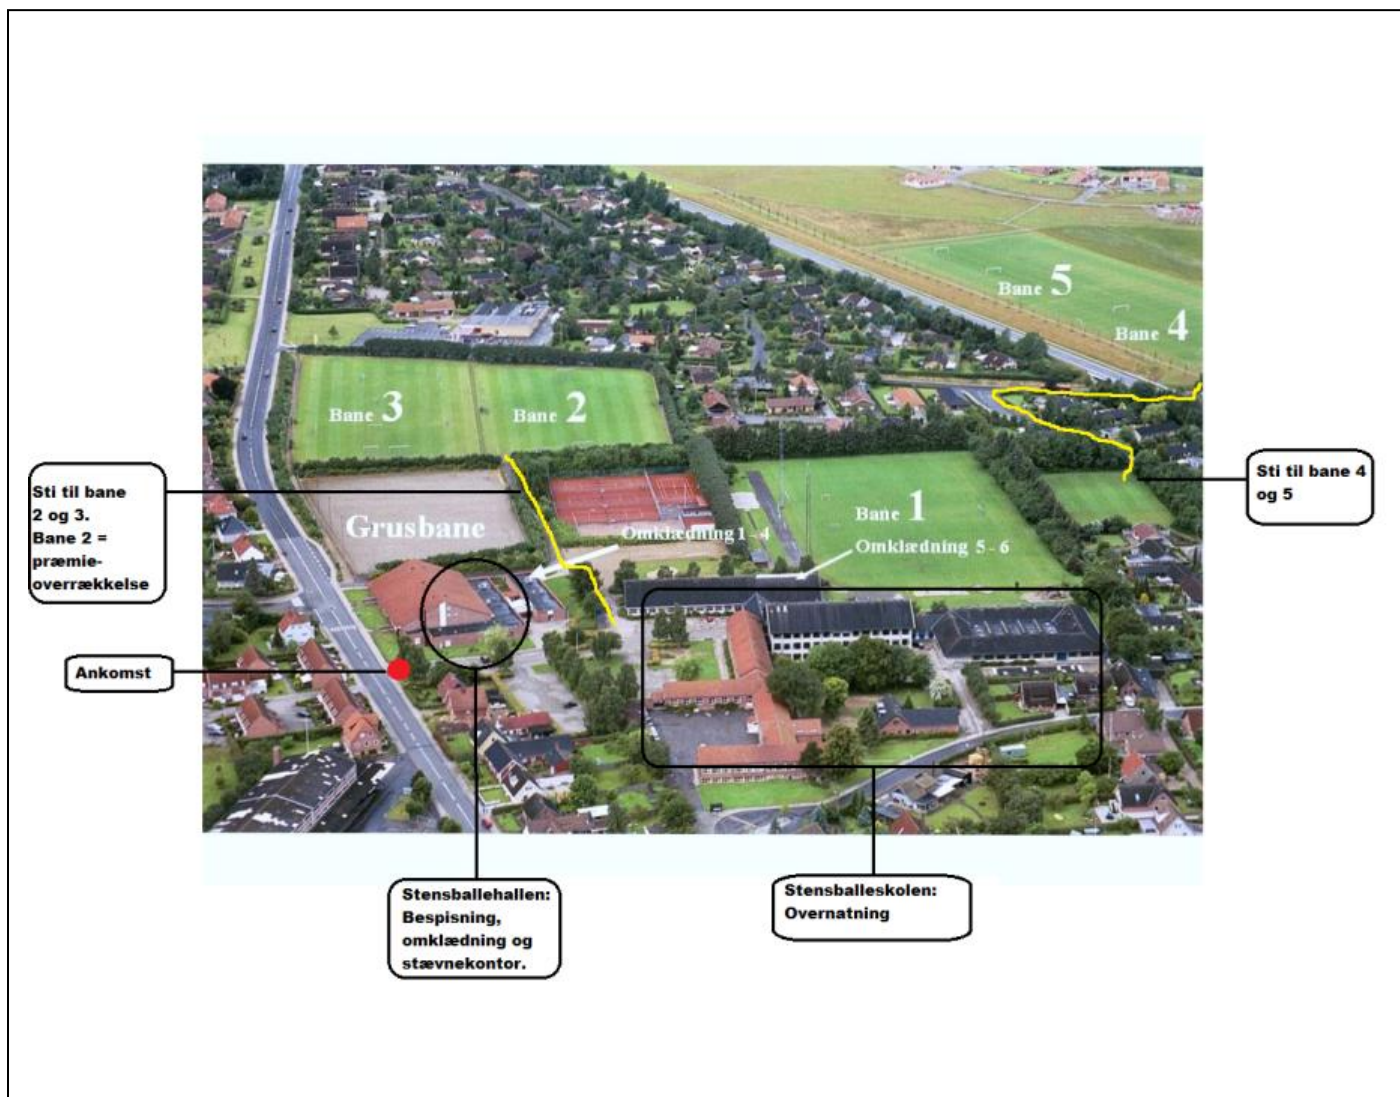 Bane 5
Bane 4
Bane 3
Bane 2
Sti til bane
2 og 3.
Bane 2 =
præmie-
overrækkelse
Sti til bane 4
og 5
Grusbane
Bane 1
Omklædning 1 - 4
Omklædning 5 - 6
Ankomst
Stensballehallen:
Bespisning,
omklædning og
stævnekontor.
Stensballeskolen:
Overnatning